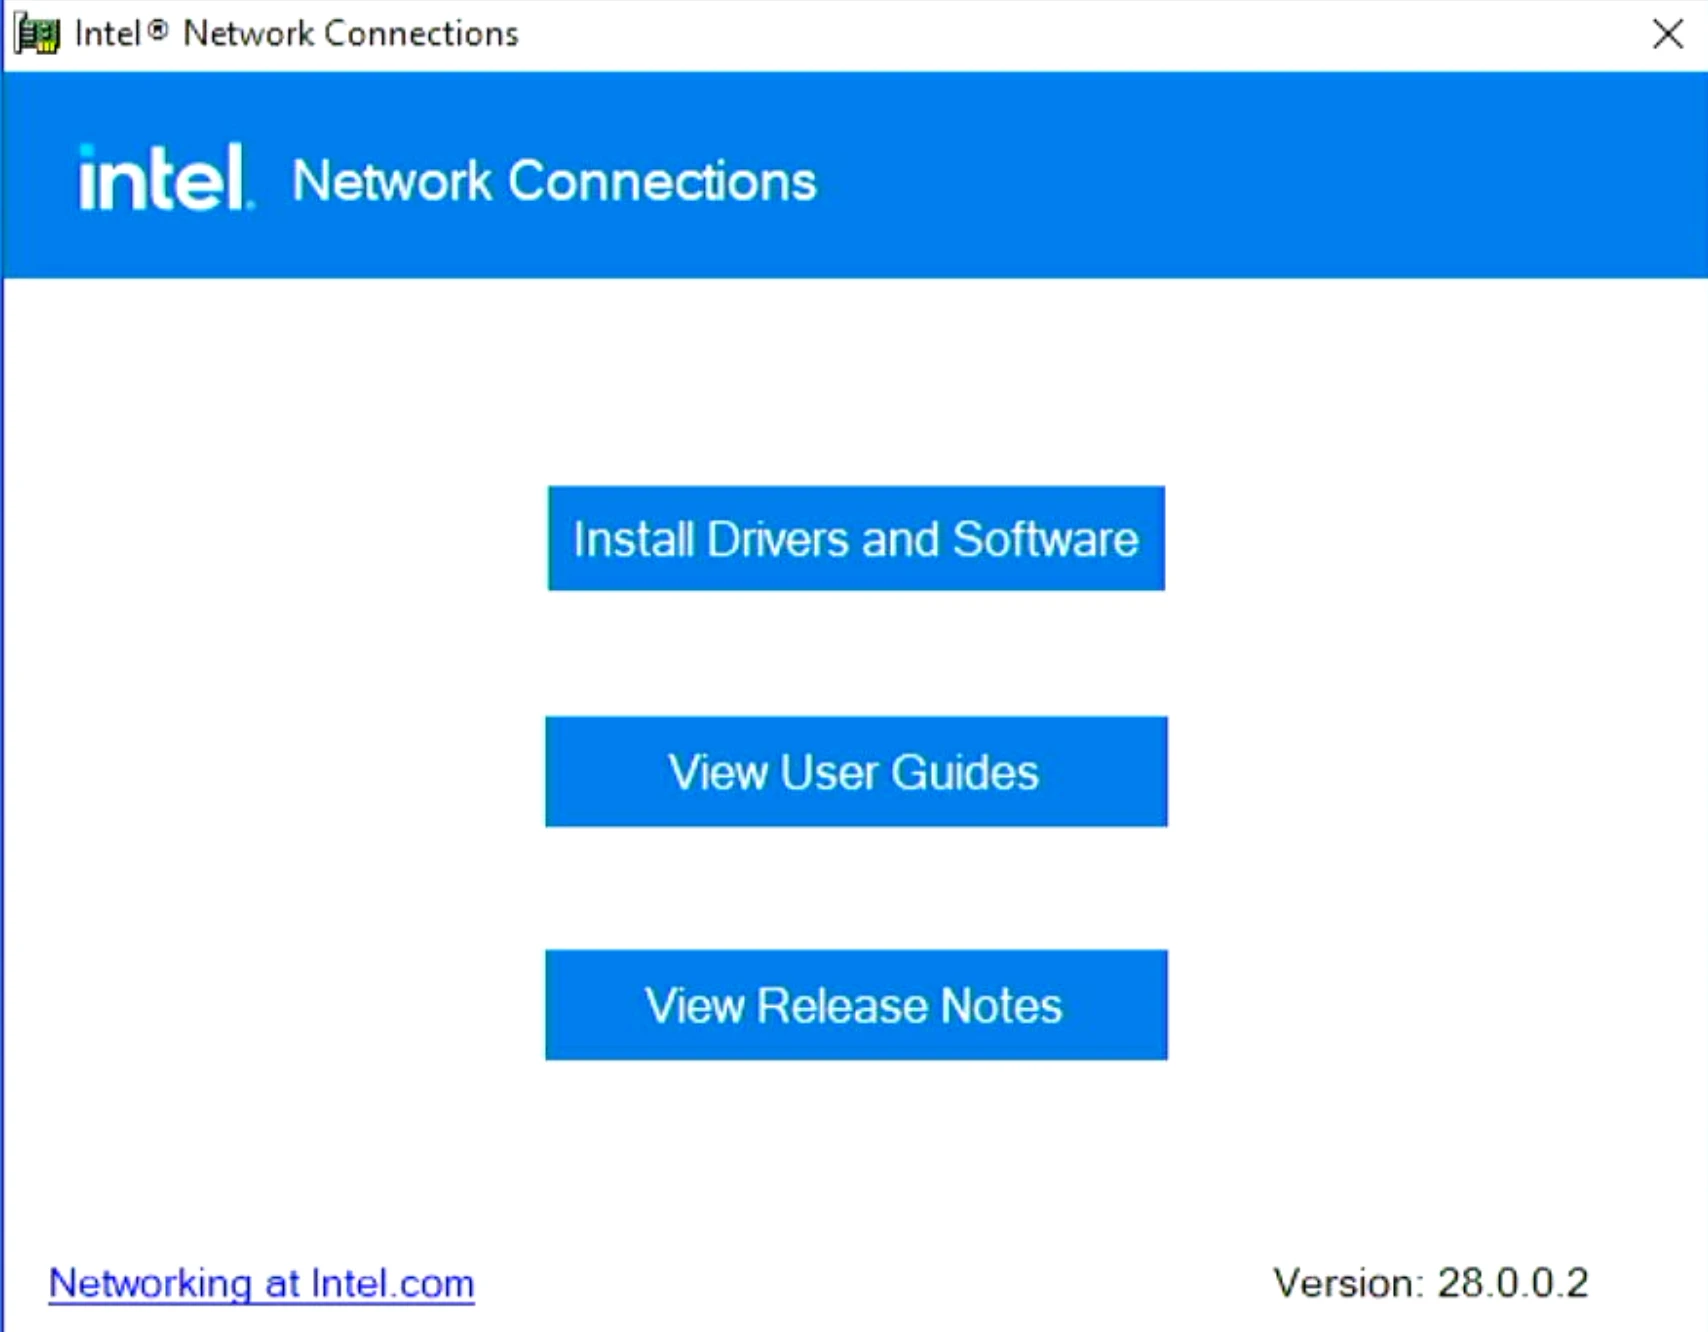 Intel® Network Connections
intel. Network Connections
Install Drivers and Software
View User Guides
View Release Notes
Networking at Intel.com
Version: 28.0.0.2